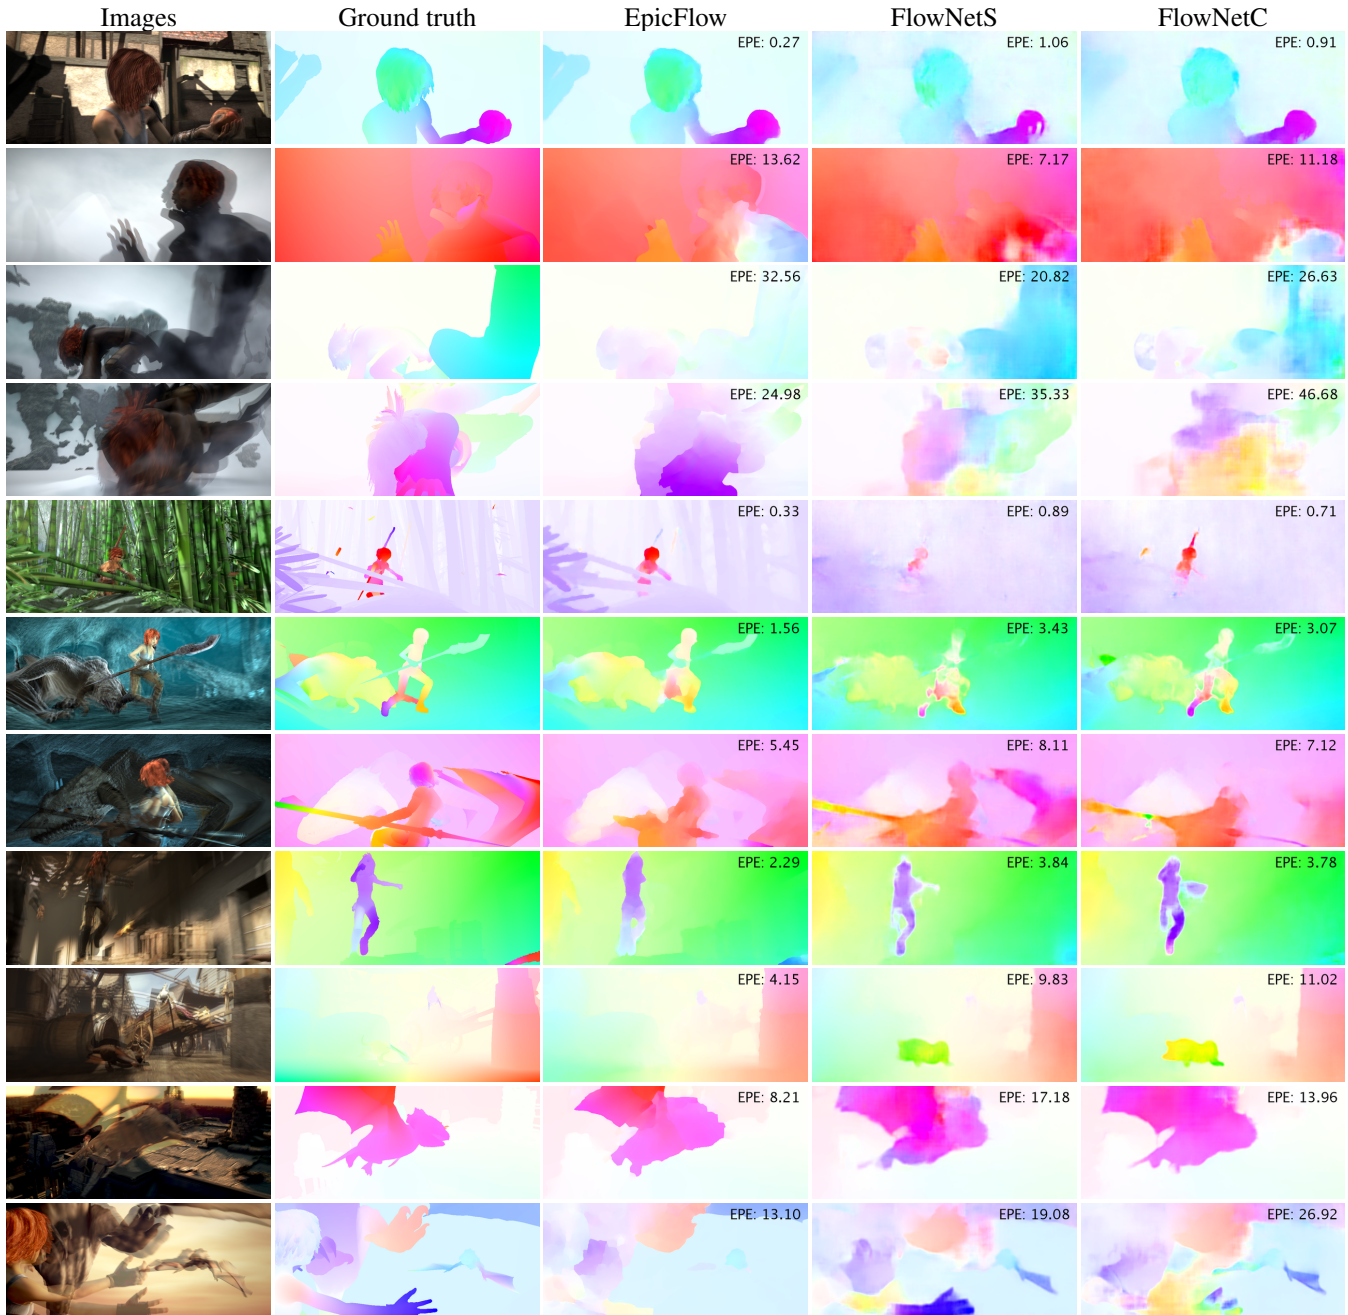 Images Ground truth EpicFlow FlowNetS FlowNetC
EPE: 0.27 EPE: 1.06 EPE: 0.91
EPE: 13.62 EPE: 7.17 EPE: 11.18
EPE: 32.56 EPE: 20.82 EPE: 26.63
EPE: 24.98 EPE: 35.33 EPE: 46.68
EPE: 0.33 EPE: 0.89 EPE: 0.71
EPE: 1.56 EPE: 3.43 EPE: 3.07
EPE: 5.45 EPE: 8.11 EPE: 7.12
EPE: 2.29 EPE: 3.84 EPE: 3.78
EPE: 4.15 EPE: 9.83 EPE: 11.02
EPE: 8.21 EPE: 17.18 EPE: 13.96
EPE: 13.10 EPE: 19.08 EPE: 26.92